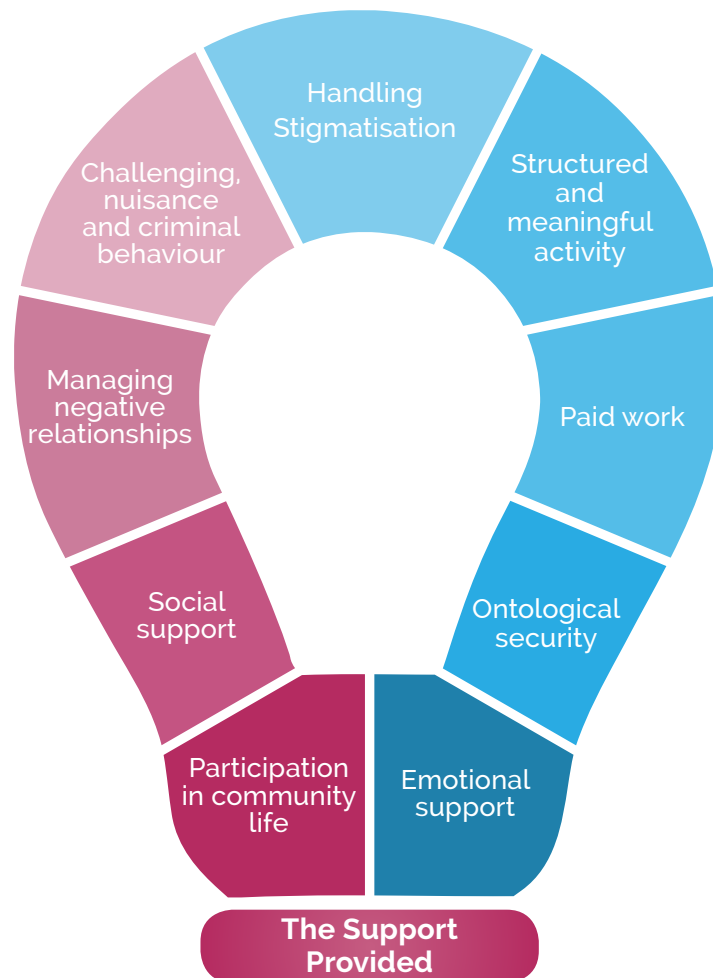 Handling
Stigmatisation
Structured
and
meaningful
activity
Paid work
Ontological
security
Emotional
support
Participation
in community
life
Social
support
Managing
negative
relationships
Challenging,
nuisance
and criminal
behaviour
The Support
Provided